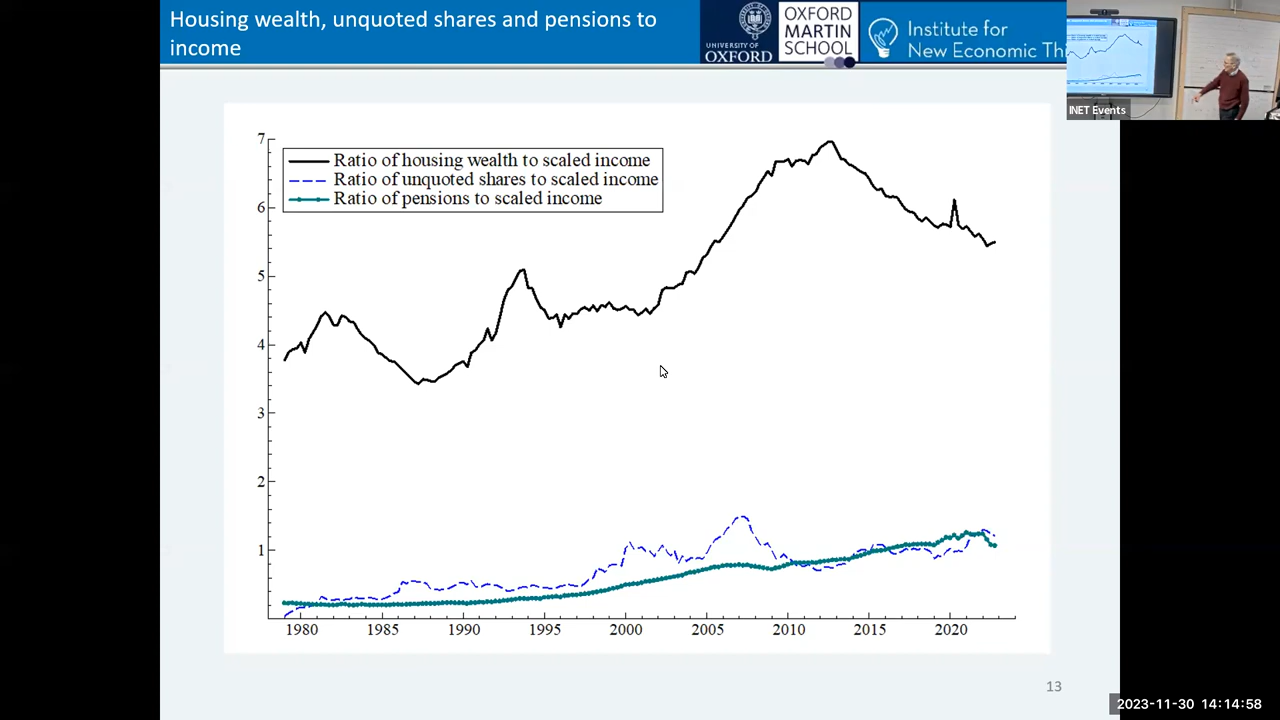 Housing wealth, unquoted shares and pensions to
income
UNIVERSITY OF
OXFORD
OXFORD
MARTIN
SCHOOL
Institute for
New Economic Thi
INET Events
7
6
5
4
3
2
1
Ratio of housing wealth to scaled income
Ratio of unquoted shares to scaled income
Ratio of pensions to scaled income
1980 1985 1990 1995 2000 2005 2010 2015 2020
13
2023-11-30 14:14:58